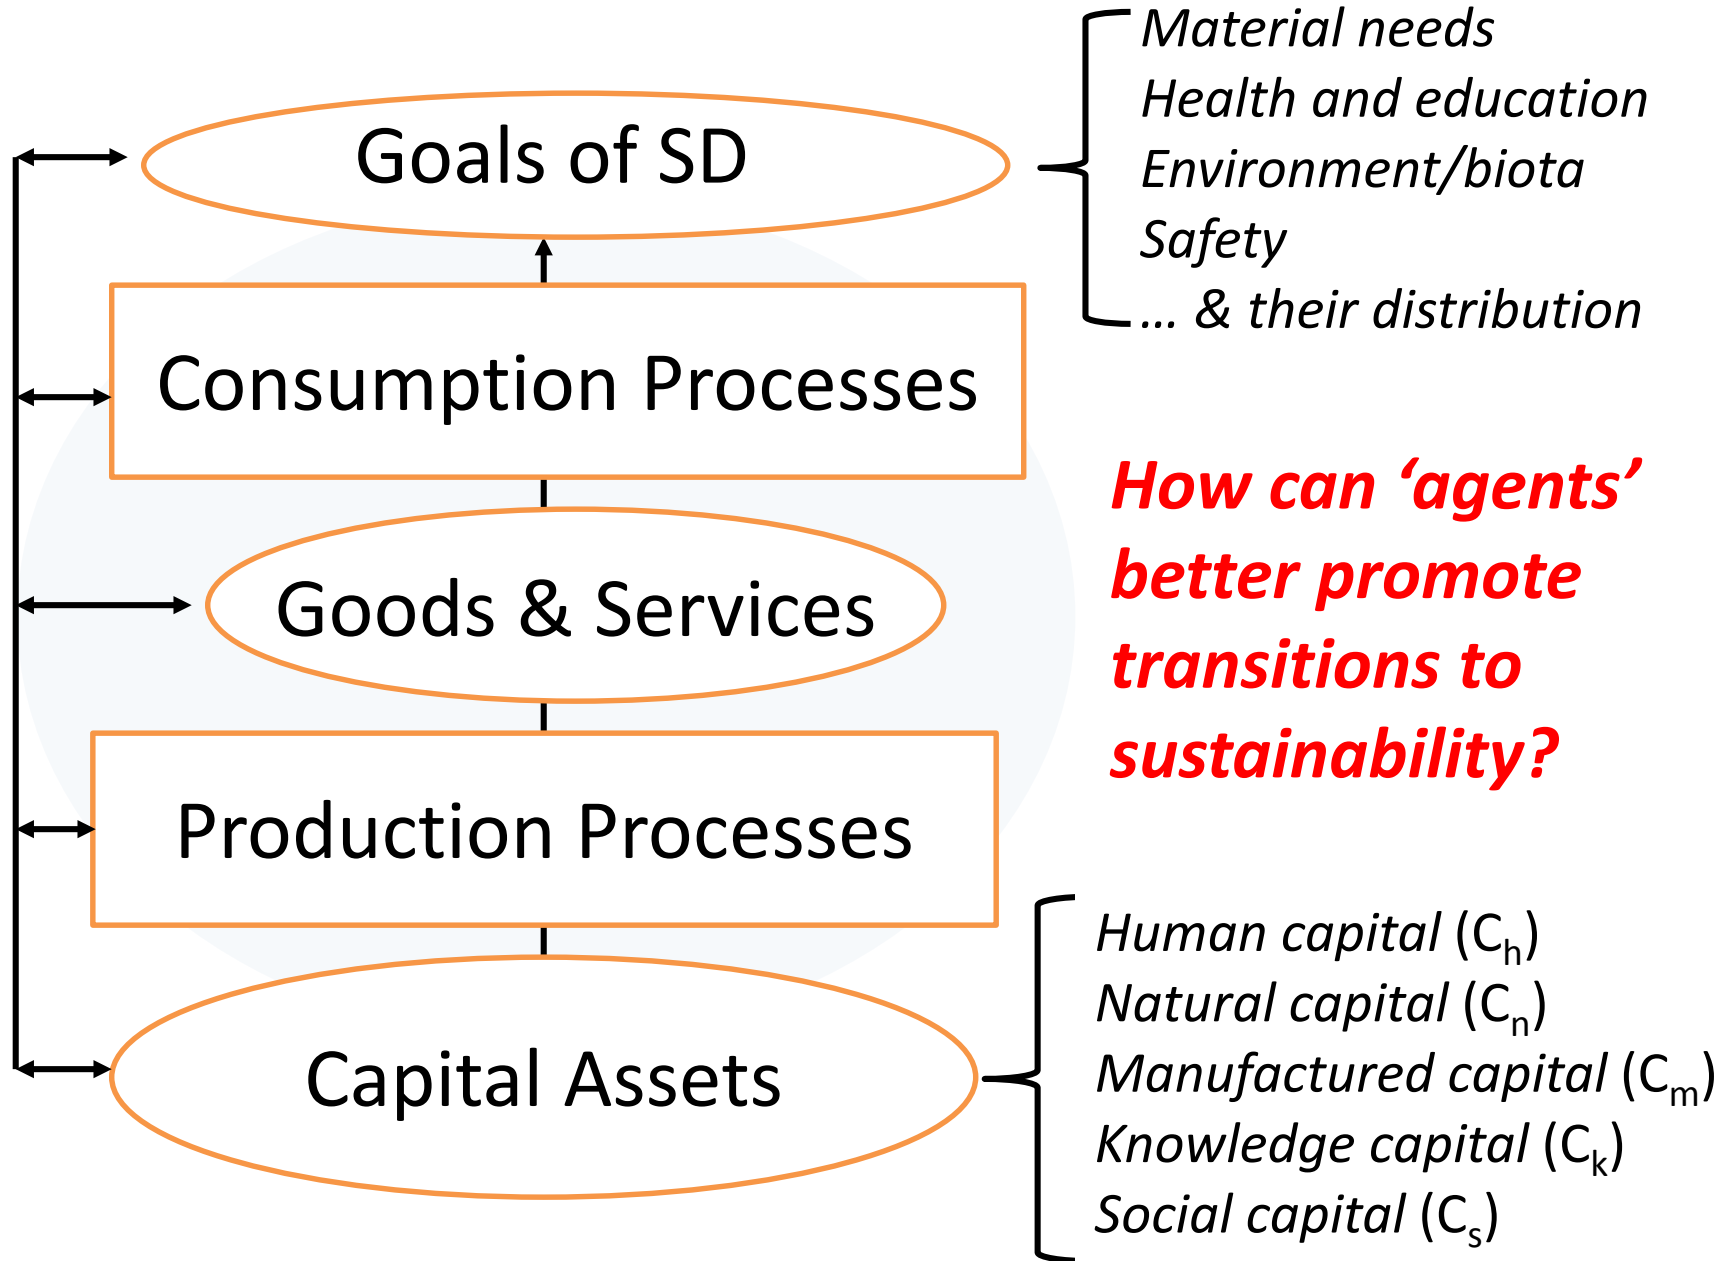 Goals of SD
Consumption Processes
Goods & Services
Production Processes
Capital Assets
Material needs
Health and education
Environment/biota
Safety
… & their distribution
How can ‘agents’
better promote
transitions to
sustainability?
Human capital (Ch)
Natural capital (Cn)
Manufactured capital (Cm)
Knowledge capital (Ck)
Social capital (Cs)